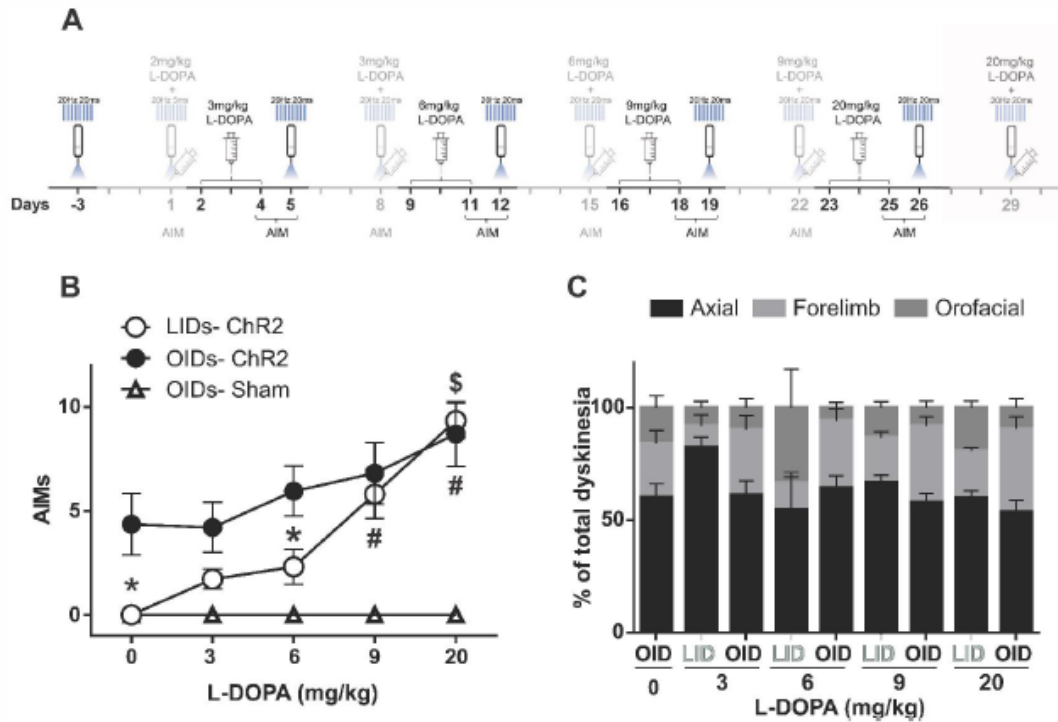 A
2mg/kg L-DOPA +
3mg/kg L-DOPA +
6mg/kg L-DOPA +
9mg/kg L-DOPA +
20mg/kg L-DOPA +
20Hz 20ms
20Hz 5ms
3mg/kg L-DOPA
20Hz 20ms
20Hz 20ms
6mg/kg L-DOPA
20Hz 20ms
20Hz 20ms
9mg/kg L-DOPA
20Hz 20ms
20Hz 20ms
20mg/kg L-DOPA
20Hz 20ms
20Hz 20ms
Days -3 1 2 4 5 8 9 11 12 15 16 18 19 22 23 25 26 29
AIM AIM AIM AIM AIM AIM AIM AIM
B
LIDs- ChR2
OIDs- ChR2
OIDs- Sham
AIMs
10
5
0
* * # $ #
0 3 6 9 20
L-DOPA (mg/kg)
C
Axial Forelimb Orofacial
% of total dyskinesia
100
50
0
OID LID OID LID OID LID OID LID OID
0 3 6 9 20
L-DOPA (mg/kg)